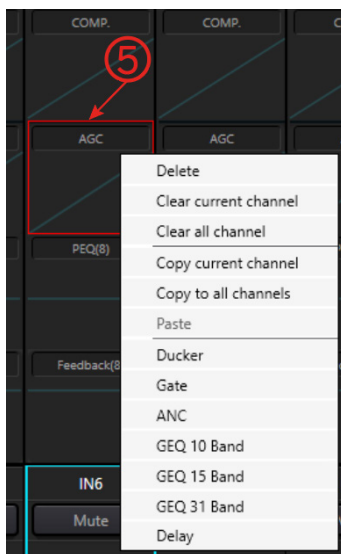 COMP. COMP.
⑤
AGC AGC
Delete
Clear current channel
Clear all channel
PEQ(8)
Copy current channel
Copy to all channels
Paste
Ducker
Feedback(8
Gate
ANC
GEQ 10 Band
IN6
GEQ 15 Band
Mute
GEQ 31 Band
Delay